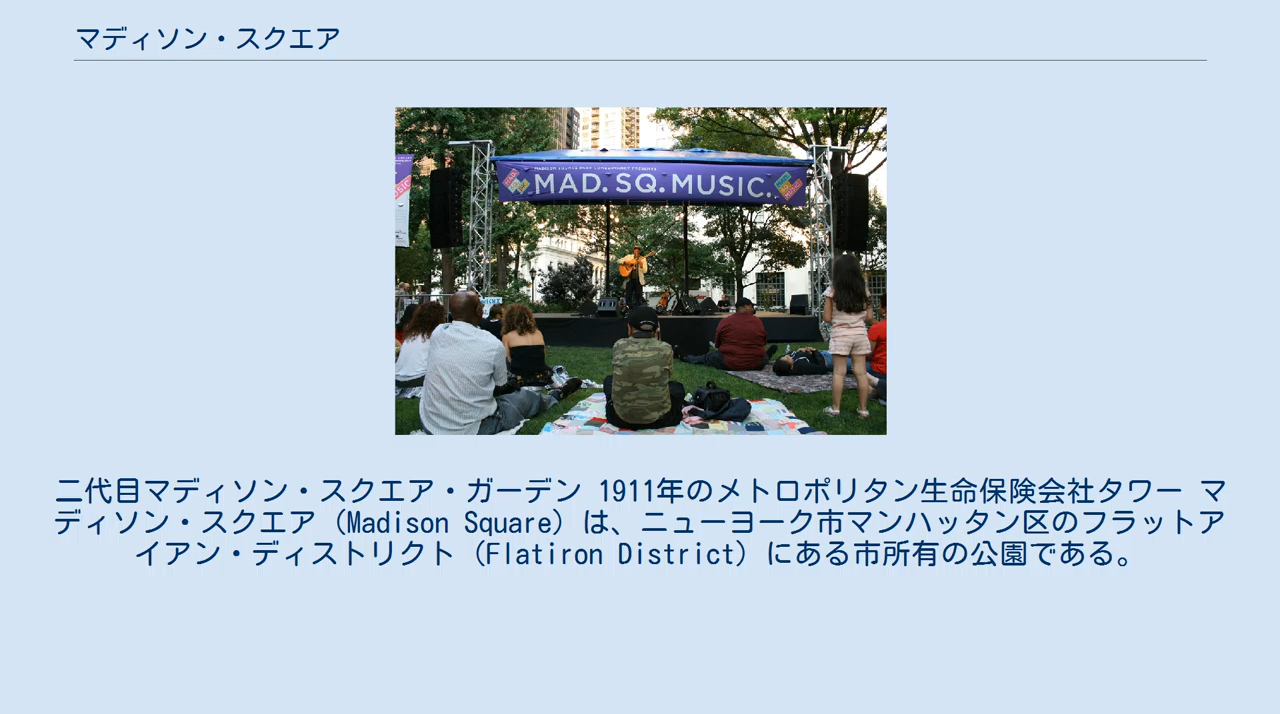 マディソン・スクエア
MADISON SQUARE PARK CONSERVANCY PRESENTS
MAD. SQ. MUSIC.
二代目マディソン・スクエア・ガーデン 1911年のメトロポリタン生命保険会社タワー マ
ディソン・スクエア (Madison Square) は、ニューヨーク市マンハッタン区のフラットア
イアン・ディストリクト (Flatiron District) にある市所有の公園である。